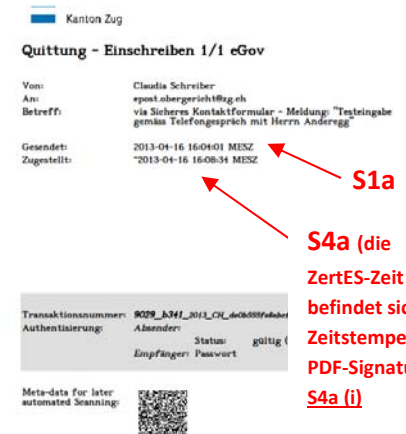 Kanton Zug
Quittung - Einschreiben 1/1 eGov
Von: Claudia Schreiber
An: epost.obergericht@zg.ch
Betreff: via Sicheres Kontaktformular - Meldung: "Testeingabe
gemäss Telefongespräch mit Herrn Anderegg"
Gesendet: 2013-04-16 16:04:01 MESZ
Zugestellt: *2013-04-16 16:08:34 MESZ
S1a
S4a (die
ZertES-Zeit
befindet sic
Zeitstempe
PDF-Signatu
S4a (i)
Transaktionsnummer:
Authentisierung: Absender:
Status: gültig (
Empfänger: Passwort
Meta-data for later
automated Scanning: